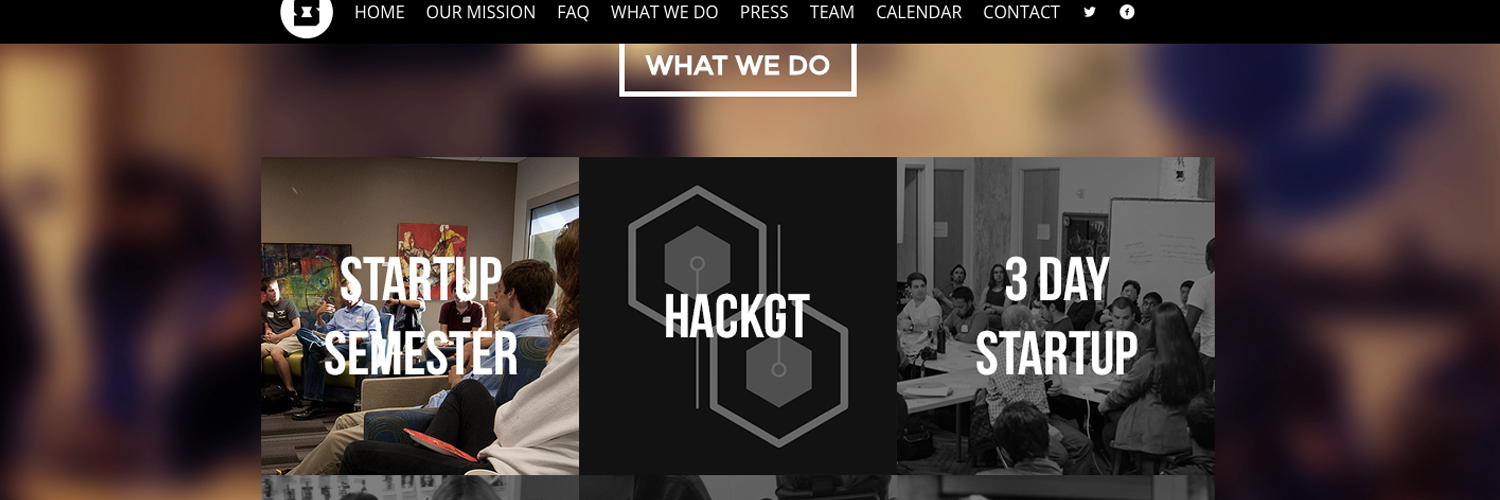 HOME OUR MISSION FAQ WHAT WE DO PRESS TEAM CALENDAR CONTACT
WHAT WE DO
STARTUP
SEMESTER
HACKGT
3 DAY
STARTUP